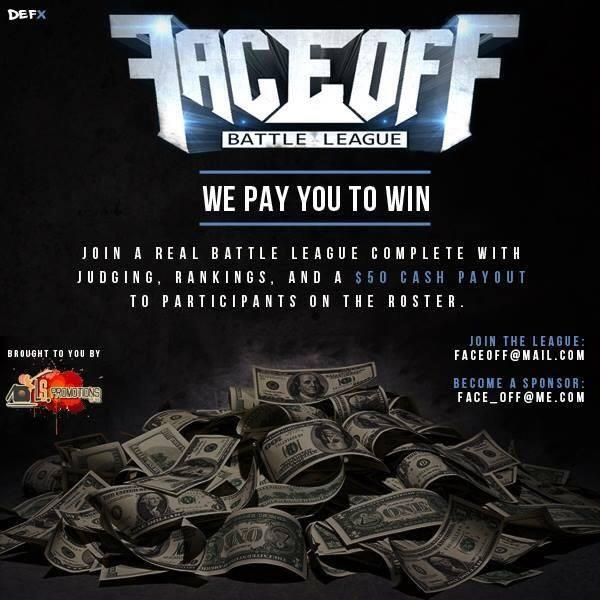 DEFX
FACEOFF
BATTLE LEAGUE
WE PAY YOU TO WIN
JOIN A REAL BATTLE LEAGUE COMPLETE WITH
JUDGING, RANKINGS, AND A $50 CASH PAYOUT
TO PARTICIPANTS ON THE ROSTER.
JOIN THE LEAGUE:
FACEOFF@MAIL.COM
BECOME A SPONSOR:
FACE_OFF@ME.COM
BROUGHT TO YOU BY
PROMOTIONS
ONE